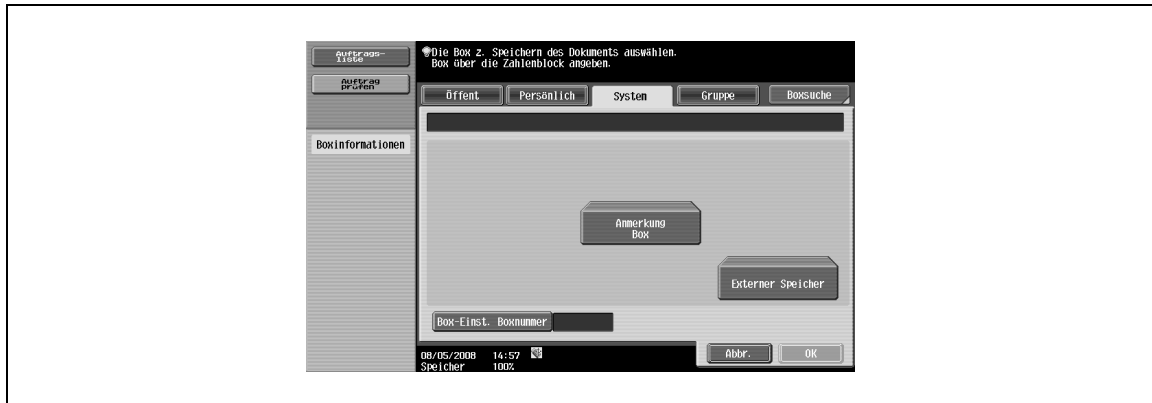 Auftrags-
liste
Auftrag
prüfen
Boxinformationen
Die Box z. Speichern des Dokuments auswählen.
Box über die Zahlenblock angeben.
Öffent
Persönlich
System
Gruppe
Boxsuche
Anmerkung
Box
Externer Speicher
Box-Einst. Boxnummer
Abbr.
OK
08/05/2008 14:57
Speicher 100%